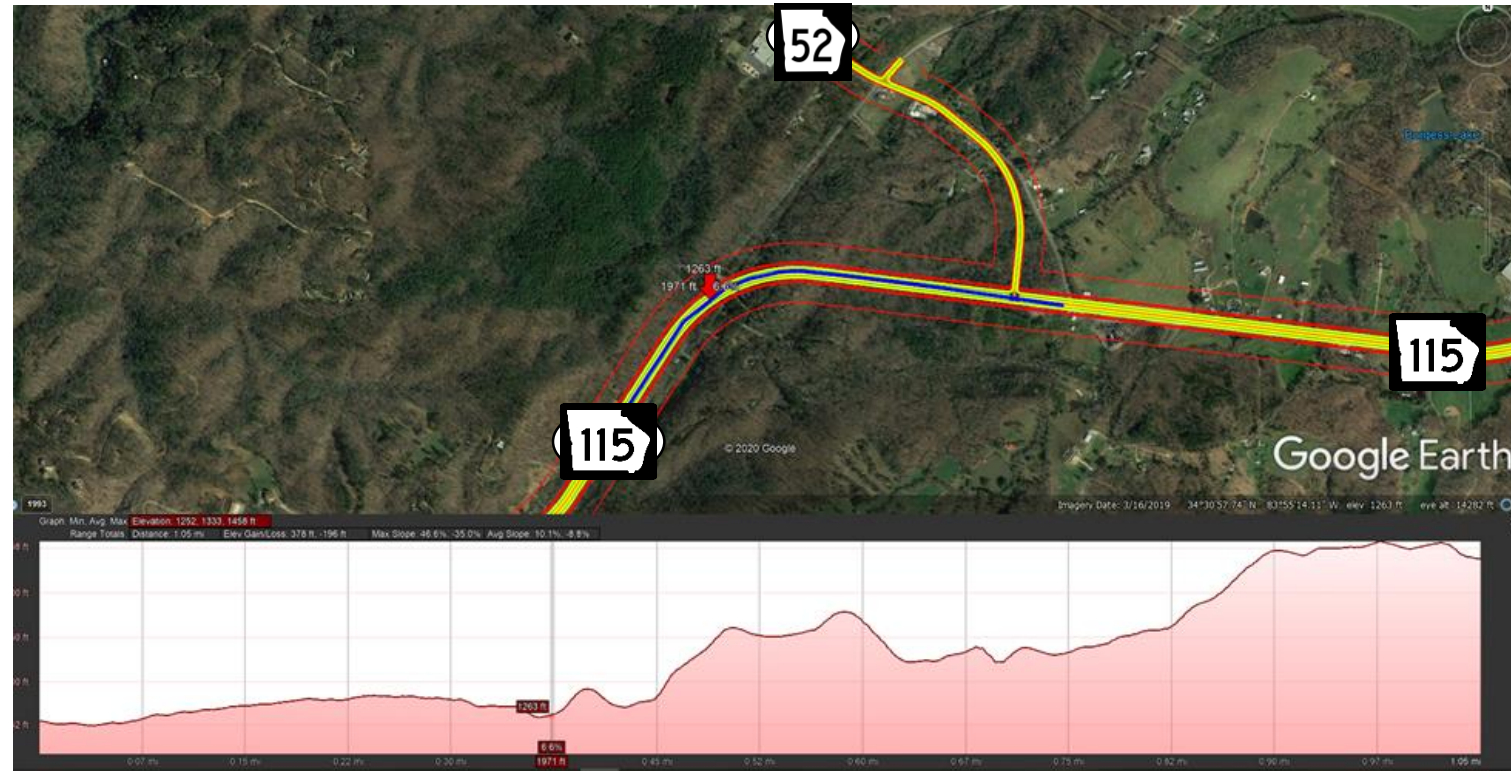 52
Burgess Lake
1263 ft
1971 ft 6.6%
115
115
© 2020 Google
Google Earth
1993
Imagery Date: 3/16/2019 34°30'57.74" N 83°55'14.11" W elev 1263 ft eye alt 14282 ft
Graph: Min, Avg, Max Elevation: 1252, 1333, 1458 ft
Range Totals: Distance: 1.05 mi Elev Gain/Loss: 378 ft, -196 ft Max Slope: 46.6%, -35.0% Avg Slope: 10.1%, -8.8%
1263 ft
6.6%
0.07 mi 0.15 mi 0.22 mi 0.30 mi 1971 ft 0.45 mi 0.52 mi 0.60 mi 0.67 mi 0.75 mi 0.82 mi 0.90 mi 0.97 mi 1.05 mi